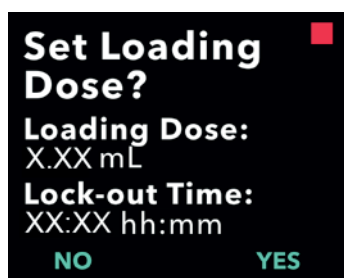 Set Loading
Dose?
Loading Dose:
X.XX mL
Lock-out Time:
XX:XX hh:mm
NO YES